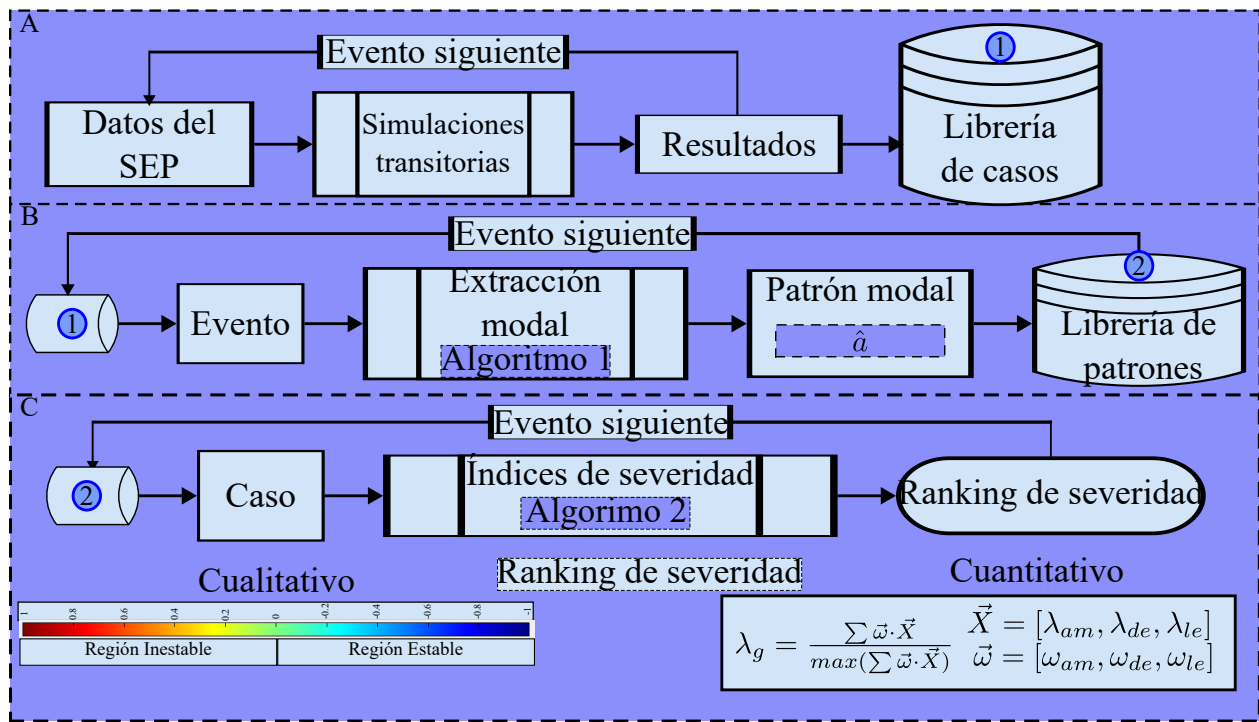 A
Evento siguiente
1
Datos del
SEP
Simulaciones
transitorias
Resultados
Librería
de casos
B
Evento siguiente
2
1
Evento
Extracción
modal
Algoritmo 1
Patrón modal
â
Librería de
patrones
C
Evento siguiente
2
Caso
Índices de severidad
Algorimo 2
Ranking de severidad
Cualitativo
Ranking de severidad
Cuantitativo
1 0.8 0.6 0.4 0.2 0 -0.2 -0.4 -0.6 -0.8 -1
Región Inestable Región Estable
λ_g = ∑ω⃗·X⃗ / max(∑ω⃗·X⃗)
X⃗ = [λ_am, λ_de, λ_le]
ω⃗ = [ω_am, ω_de, ω_le]